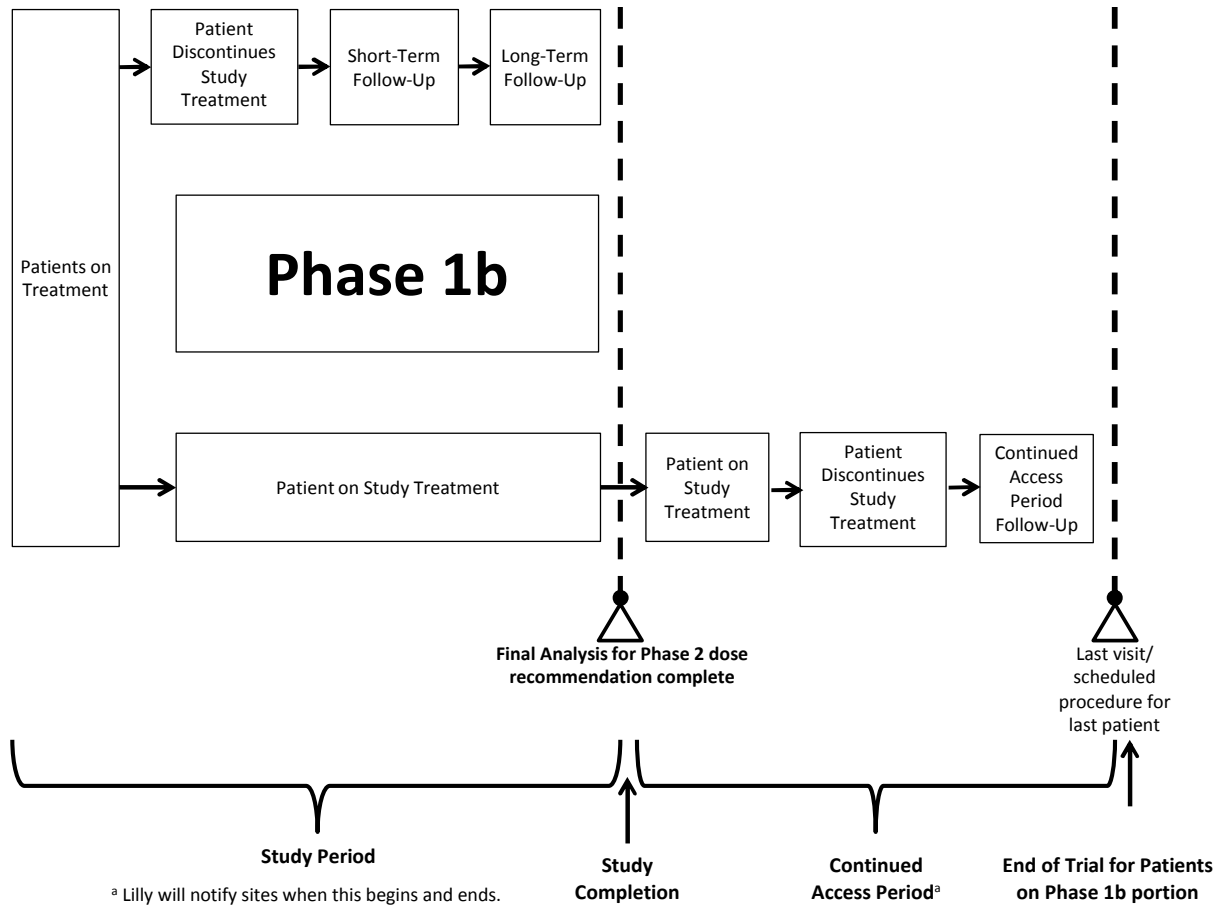 Patient
Discontinues
Study
Treatment
Short-Term
Follow-Up
Long-Term
Follow-Up
Patients on
Treatment
Phase 1b
Patient on Study Treatment
Patient on
Study
Treatment
Patient
Discontinues
Study
Treatment
Continued
Access
Period
Follow-Up
Final Analysis for Phase 2 dose
recommendation complete
Last visit/
scheduled
procedure for
last patient
Study Period
Study
Completion
Continued
Access Periodᵃ
End of Trial for Patients
on Phase 1b portion
ᵃ Lilly will notify sites when this begins and ends.